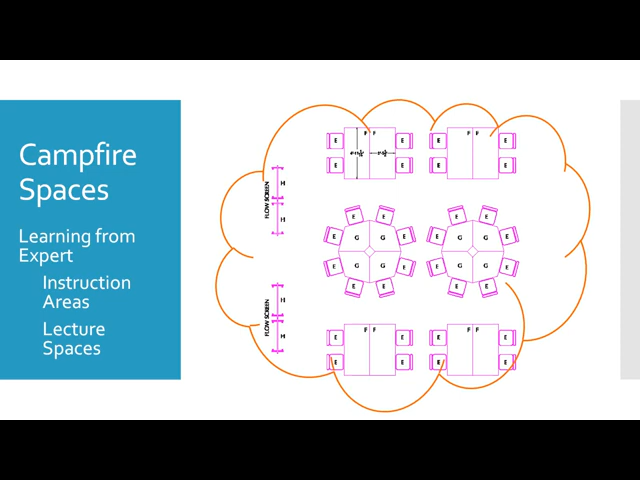 Campfire
Spaces
Learning from
Expert
Instruction
Areas
Lecture
Spaces
F F
F F
E E E E
E E E E
FLOW SCREEN
H
H
E E E E
E E E E
G G G G
E E E E
G G G G
E E E E
FLOW SCREEN
H
H
F F
F F
E E E E
E E E E